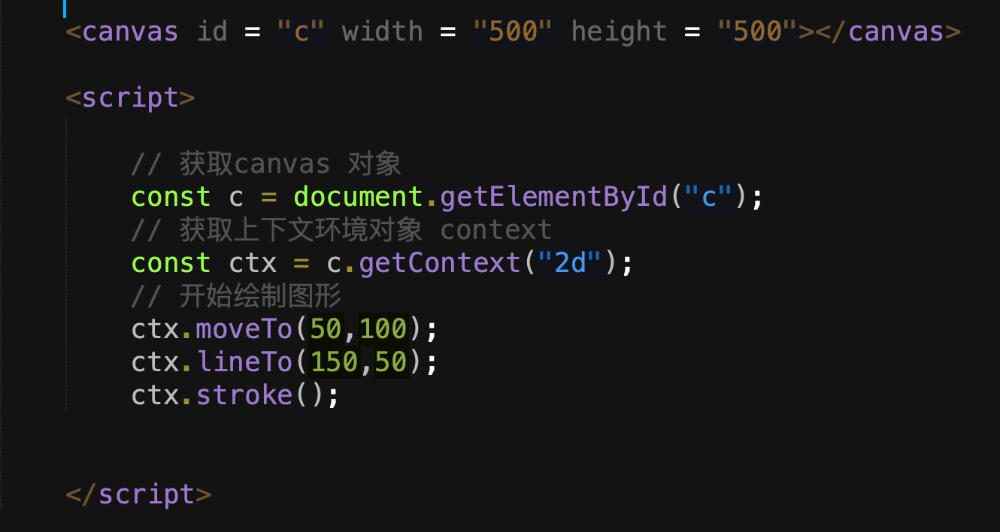 <canvas id = "c" width = "500" height = "500"></canvas>
<script>
// 获取canvas 对象
const c = document.getElementById("c");
// 获取上下文环境对象 context
const ctx = c.getContext("2d");
// 开始绘制图形
ctx.moveTo(50,100);
ctx.lineTo(150,50);
ctx.stroke();
</script>